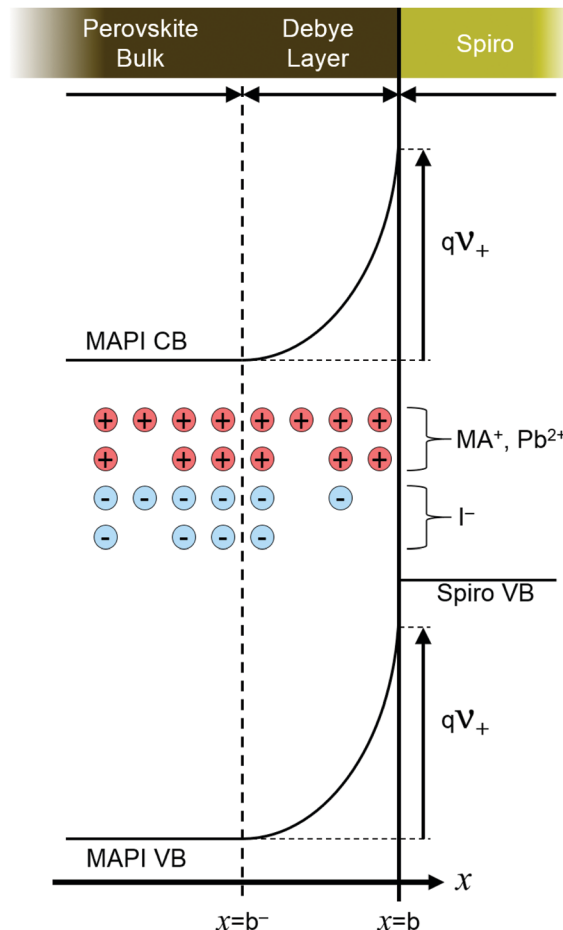 Perovskite Bulk
Debye Layer
Spiro
qν₊
MAPI CB
+ + + + + + + +
MA⁺, Pb²⁺
+ + + + + +
- - - - - -
I⁻
- - - -
Spiro VB
qν₊
MAPI VB
x
x=b⁻
x=b